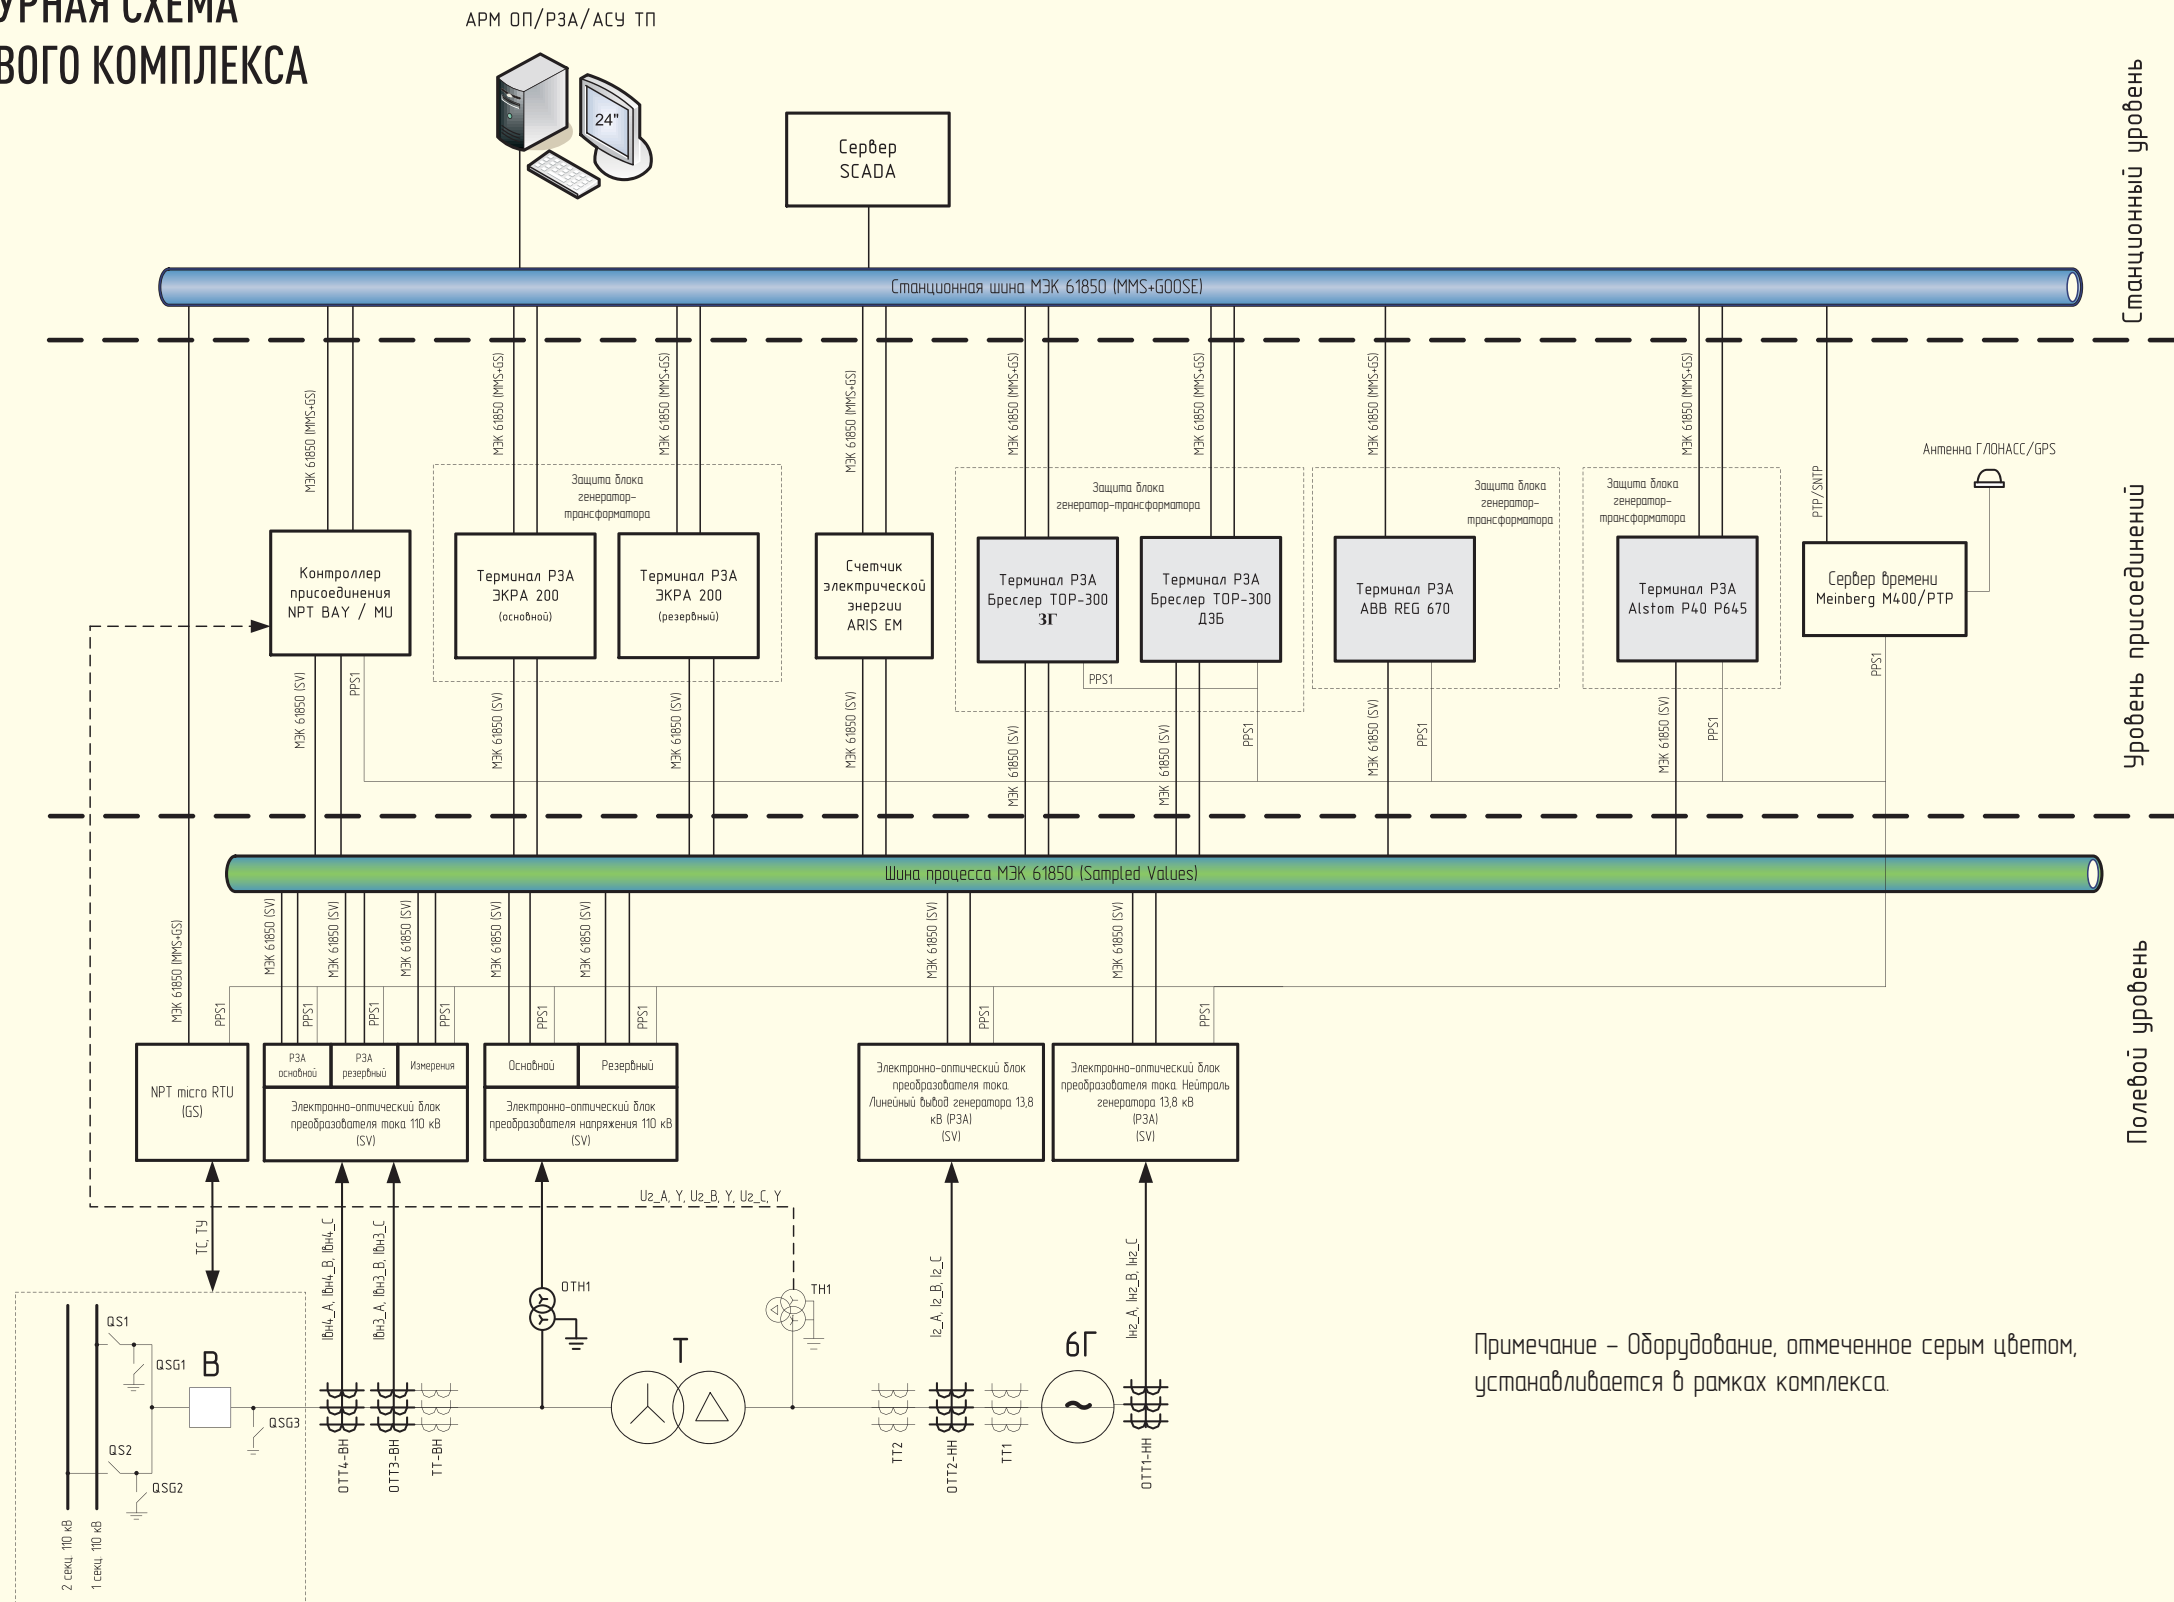 УРНАЯ СХЕМА
ВОГО КОМПЛЕКСА
АРМ ОП/РЗА/АСУ ТП
24"
Сервер
SCADA
Станционный уровень
Станционная шина МЭК 61850 (MMS+GOOSE)
МЭК 61850 (MMS+GS)
МЭК 61850 (MMS+GS)
МЭК 61850 (MMS+GS)
МЭК 61850 (MMS+GS)
МЭК 61850 (MMS+GS)
МЭК 61850 (MMS+GS)
МЭК 61850 (MMS+GS)
МЭК 61850 (MMS+GS)
PTP/SNTP
Антенна ГЛОНАСС/GPS
Защита блока
генератор-
трансформатора
Защита блока
генератор-трансформатора
Защита блока
генератор-
трансформатора
Защита блока
генератор-
трансформатора
Уровень присоединений
Контроллер
присоединения
NPT BAY / MU
Терминал РЗА
ЭКРА 200
(основной)
Терминал РЗА
ЭКРА 200
(резервный)
Счетчик
электрической
энергии
ARIS EM
Терминал РЗА
Бреслер ТОР-300
3Г
Терминал РЗА
Бреслер ТОР-300
ДЗБ
Терминал РЗА
ABB REG 670
Терминал РЗА
Alstom P40 P645
Сервер времени
Meinberg M400/PTP
МЭК 61850 (SV)
PPS1
МЭК 61850 (SV)
МЭК 61850 (SV)
МЭК 61850 (SV)
МЭК 61850 (SV)
PPS1
МЭК 61850 (SV)
PPS1
МЭК 61850 (SV)
PPS1
МЭК 61850 (SV)
PPS1
PPS1
Шина процесса МЭК 61850 (Sampled Values)
Полевой уровень
МЭК 61850 (MMS+GS)
PPS1
МЭК 61850 (SV)
PPS1
МЭК 61850 (SV)
PPS1
МЭК 61850 (SV)
PPS1
МЭК 61850 (SV)
PPS1
МЭК 61850 (SV)
PPS1
МЭК 61850 (SV)
PPS1
МЭК 61850 (SV)
PPS1
NPT micro RTU
(GS)
РЗА
основной
РЗА
резервный
Измерения
Электронно-оптический блок
преобразователя тока 110 кВ
(SV)
Основной
Резервный
Электронно-оптический блок
преобразователя напряжения 110 кВ
(SV)
Электронно-оптический блок
преобразователя тока.
Линейный вывод генератора 13,8
кВ (РЗА)
(SV)
Электронно-оптический блок
преобразователя тока. Нейтраль
генератора 13,8 кВ
(РЗА)
(SV)
Uг_A, Y, Uг_B, Y, Uг_C, Y
ТС, ТУ
Iвн4_A, Iвн4_B, Iвн4_C
Iвн3_A, Iвн3_B, Iвн3_C
Iг_A, Iг_B, Iг_C
Iнг_A, Iнг_B, Iнг_C
ОТН1
ТН1
QS1
QSG1
В
QSG3
QS2
QSG2
Т
6Г
~
ОТТ4-ВН
ОТТ3-ВН
ТТ-ВН
ТТ2
ОТТ2-НН
ТТ1
ОТТ1-НН
2 секц. 110 кВ
1 секц. 110 кВ
Примечание – Оборудование, отмеченное серым цветом,
устанавливается в рамках комплекса.